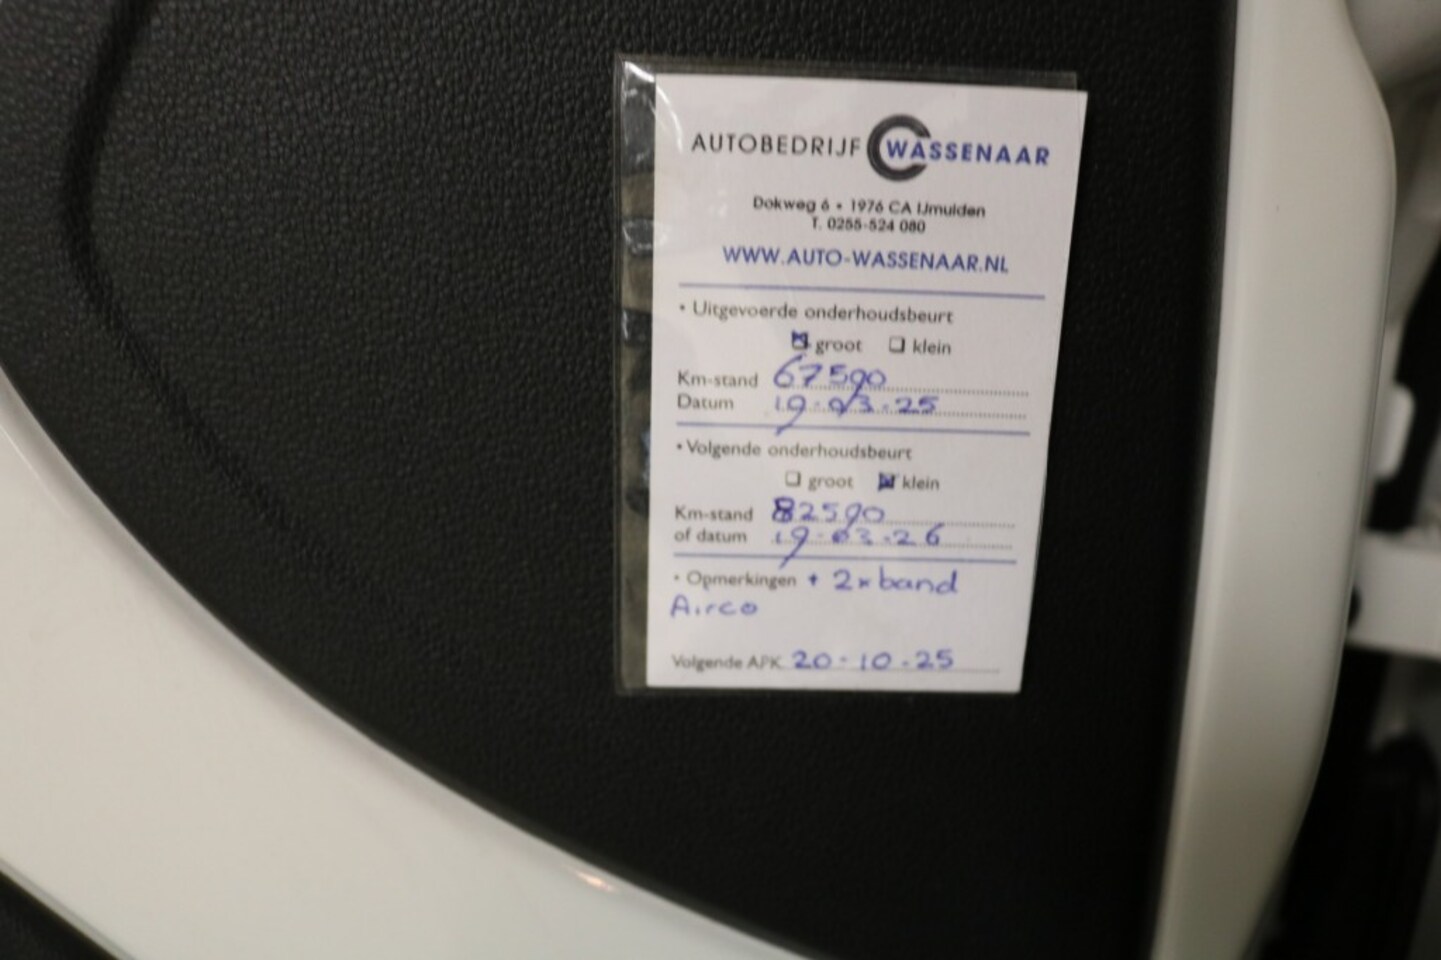 AUTOBEDRIJF WASSENAAR
Dokweg 6 • 1976 CA IJmuiden
T. 0255-524 080
WWW.AUTO-WASSENAAR.NL
• Uitgevoerde onderhoudsbeurt
groot klein
Km-stand 67590
Datum 19-03-25
• Volgende onderhoudsbeurt
groot klein
Km-stand 82590
of datum 19-03-26
• Opmerkingen + 2x band
Airco
Volgende APK 20-10-25